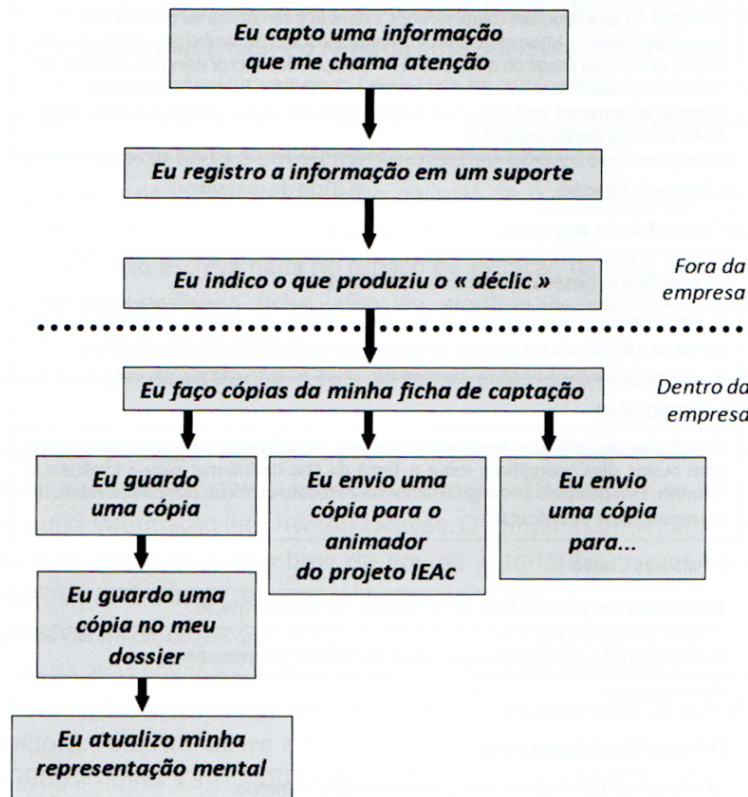 Eu capto uma informação
que me chama atenção
Eu registro a informação em um suporte
Eu indico o que produziu o « déclic »
Fora da
empresa
Dentro da
empresa
Eu faço cópias da minha ficha de captação
Eu guardo
uma cópia
Eu envio uma
cópia para o
animador
do projeto IEAc
Eu envio
uma cópia
para...
Eu guardo uma
cópia no meu
dossier
Eu atualizo minha
representação mental